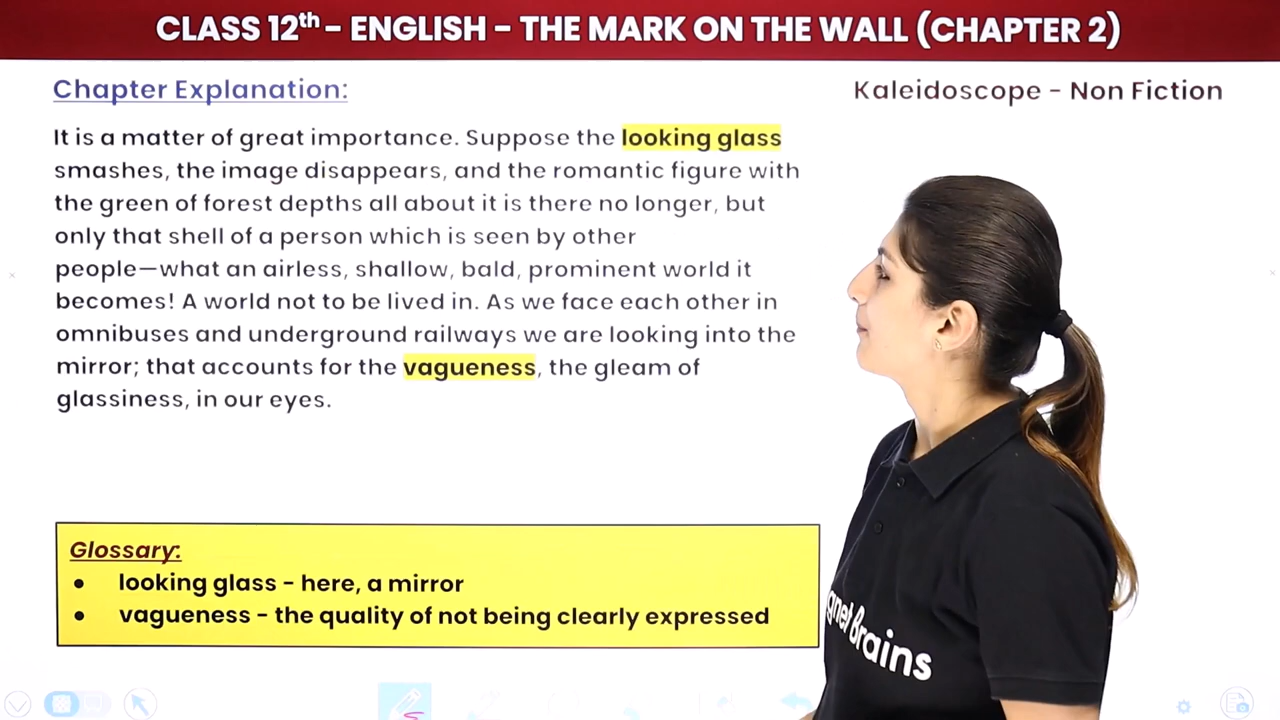 CLASS 12th – ENGLISH – THE MARK ON THE WALL (CHAPTER 2)
Chapter Explanation:
Kaleidoscope - Non Fiction
It is a matter of great importance. Suppose the looking glass
smashes, the image disappears, and the romantic figure with
the green of forest depths all about it is there no longer, but
only that shell of a person which is seen by other
people—what an airless, shallow, bald, prominent world it
becomes! A world not to be lived in. As we face each other in
omnibuses and underground railways we are looking into the
mirror; that accounts for the vagueness, the gleam of
glassiness, in our eyes.
Glossary:
● looking glass - here, a mirror
● vagueness - the quality of not being clearly expressed
gnet Brains